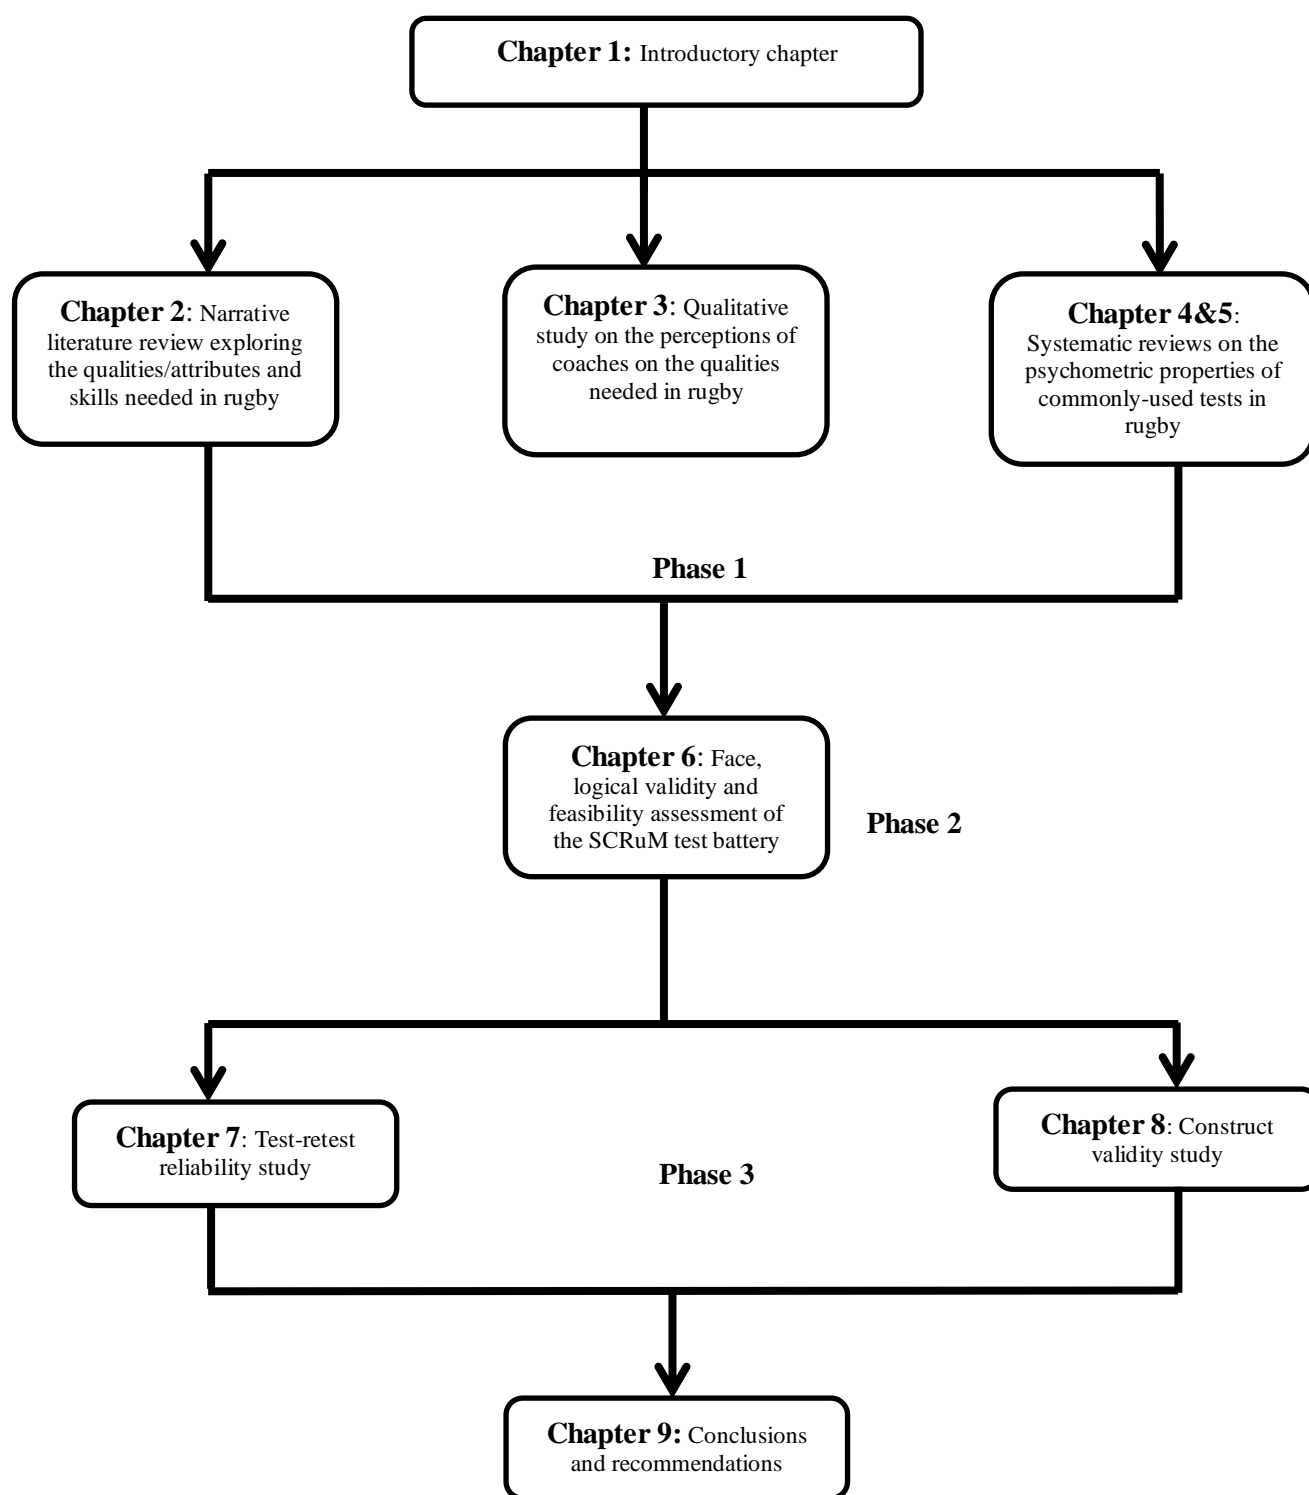 Chapter 1: Introductory chapter
Chapter 2: Narrative
literature review exploring
the qualities/attributes and
skills needed in rugby
Chapter 3: Qualitative
study on the perceptions of
coaches on the qualities
needed in rugby
Chapter 4&5:
Systematic reviews on the
psychometric properties of
commonly-used tests in
rugby
Phase 1
Chapter 6: Face,
logical validity and
feasibility assessment of
the SCRuM test battery
Phase 2
Chapter 7: Test-retest
reliability study
Phase 3
Chapter 8: Construct
validity study
Chapter 9: Conclusions
and recommendations